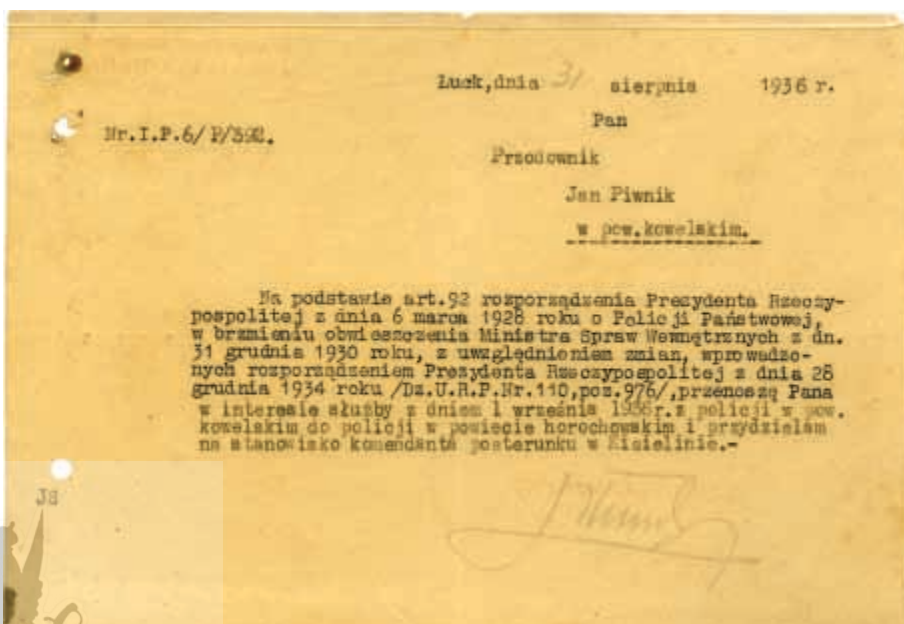 Łuck, dnia 31 sierpnia 1936 r.
Pan
Nr.I.P.6/P/392.
Przodownik
Jan Piwnik
w pow.kowelskim.
Na podstawie art.92 rozporządzenia Prezydenta Rzeczy-
pospolitej z dnia 6 marca 1928 roku o Policji Państwowej,
w brzmieniu obwieszczenia Ministra Spraw Wewnętrznych z dn.
31 grudnia 1930 roku, z uwzględnieniem zmian, wprowadzo-
nych rozporządzeniem Prezydenta Rzeczypospolitej z dnia 28
grudnia 1934 roku /Dz.U.R.P.Nr.110,poz.976/,przenoszę Pana
w interesie służby z dniem 1 września 1936r.z policji w pow.
kowelskim do policji w powiecie horochowskim i przydzielam
na stanowisko komendanta posterunku w Kisielinie.-
JS